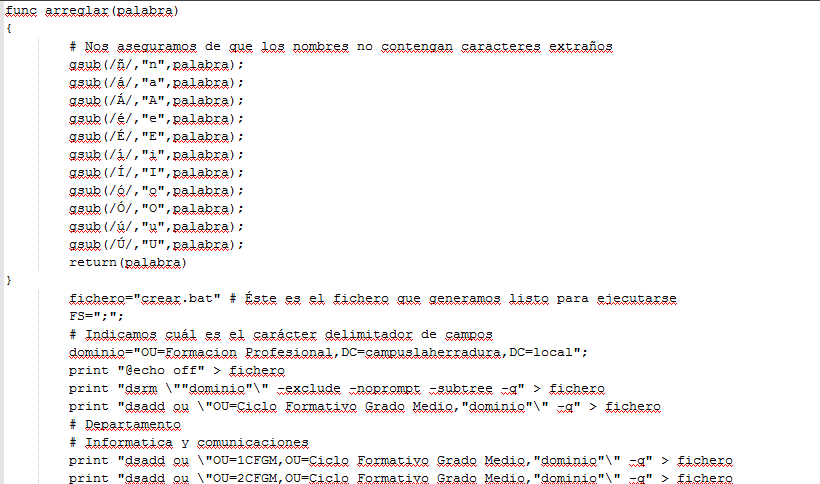 func arreglar(palabra)
{
# Nos aseguramos de que los nombres no contengan caracteres extraños
gsub(/ñ/,"n",palabra);
gsub(/á/,"a",palabra);
gsub(/Á/,"A",palabra);
gsub(/é/,"e",palabra);
gsub(/É/,"E",palabra);
gsub(/í/,"i",palabra);
gsub(/Í/,"I",palabra);
gsub(/ó/,"o",palabra);
gsub(/Ó/,"O",palabra);
gsub(/ú/,"u",palabra);
gsub(/Ú/,"U",palabra);
return(palabra)
}
fichero="crear.bat" # Éste es el fichero que generamos listo para ejecutarse
FS=";";
# Indicamos cuál es el carácter delimitador de campos
dominio="OU=Formacion Profesional,DC=campuslaherradura,DC=local";
print "@echo off" > fichero
print "dsrm \""dominio"\" -exclude -noprompt -subtree -q" > fichero
print "dsadd ou \"OU=Ciclo Formativo Grado Medio,"dominio"\" -q" > fichero
# Departamento
# Informatica y comunicaciones
print "dsadd ou \"OU=1CFGM,OU=Ciclo Formativo Grado Medio,"dominio"\" -q" > fichero
print "dsadd ou \"OU=2CFGM,OU=Ciclo Formativo Grado Medio,"dominio"\" -q" > fichero